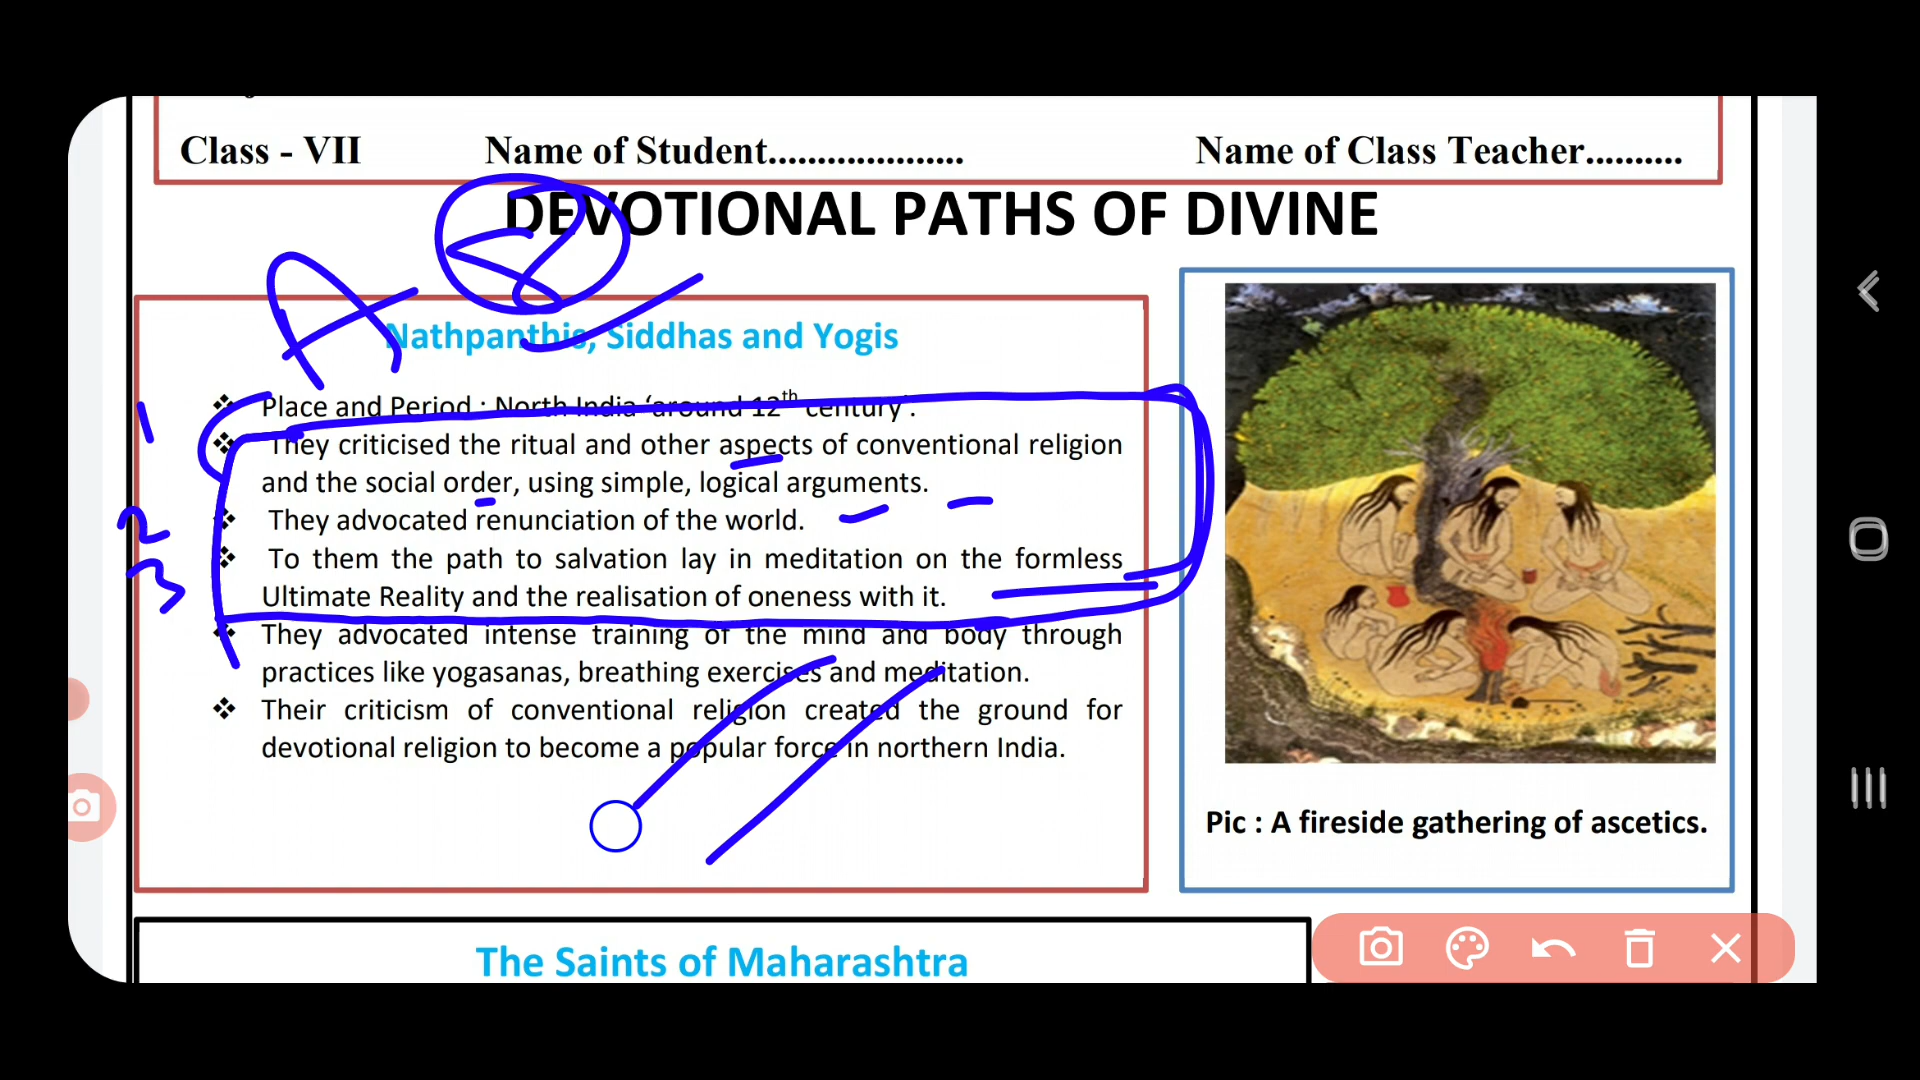 Class - VII Name of Student.................... Name of Class Teacher..........
DEVOTIONAL PATHS OF DIVINE
Nathpanthis, Siddhas and Yogis
❖ Place and Period : North India ‘around 12th century’.
❖ They criticised the ritual and other aspects of conventional religion
and the social order, using simple, logical arguments.
❖ They advocated renunciation of the world.
❖ To them the path to salvation lay in meditation on the formless
Ultimate Reality and the realisation of oneness with it.
❖ They advocated intense training of the mind and body through
practices like yogasanas, breathing exercises and meditation.
❖ Their criticism of conventional religion created the ground for
devotional religion to become a popular force in northern India.
Pic : A fireside gathering of ascetics.
The Saints of Maharashtra
A
1
2
3